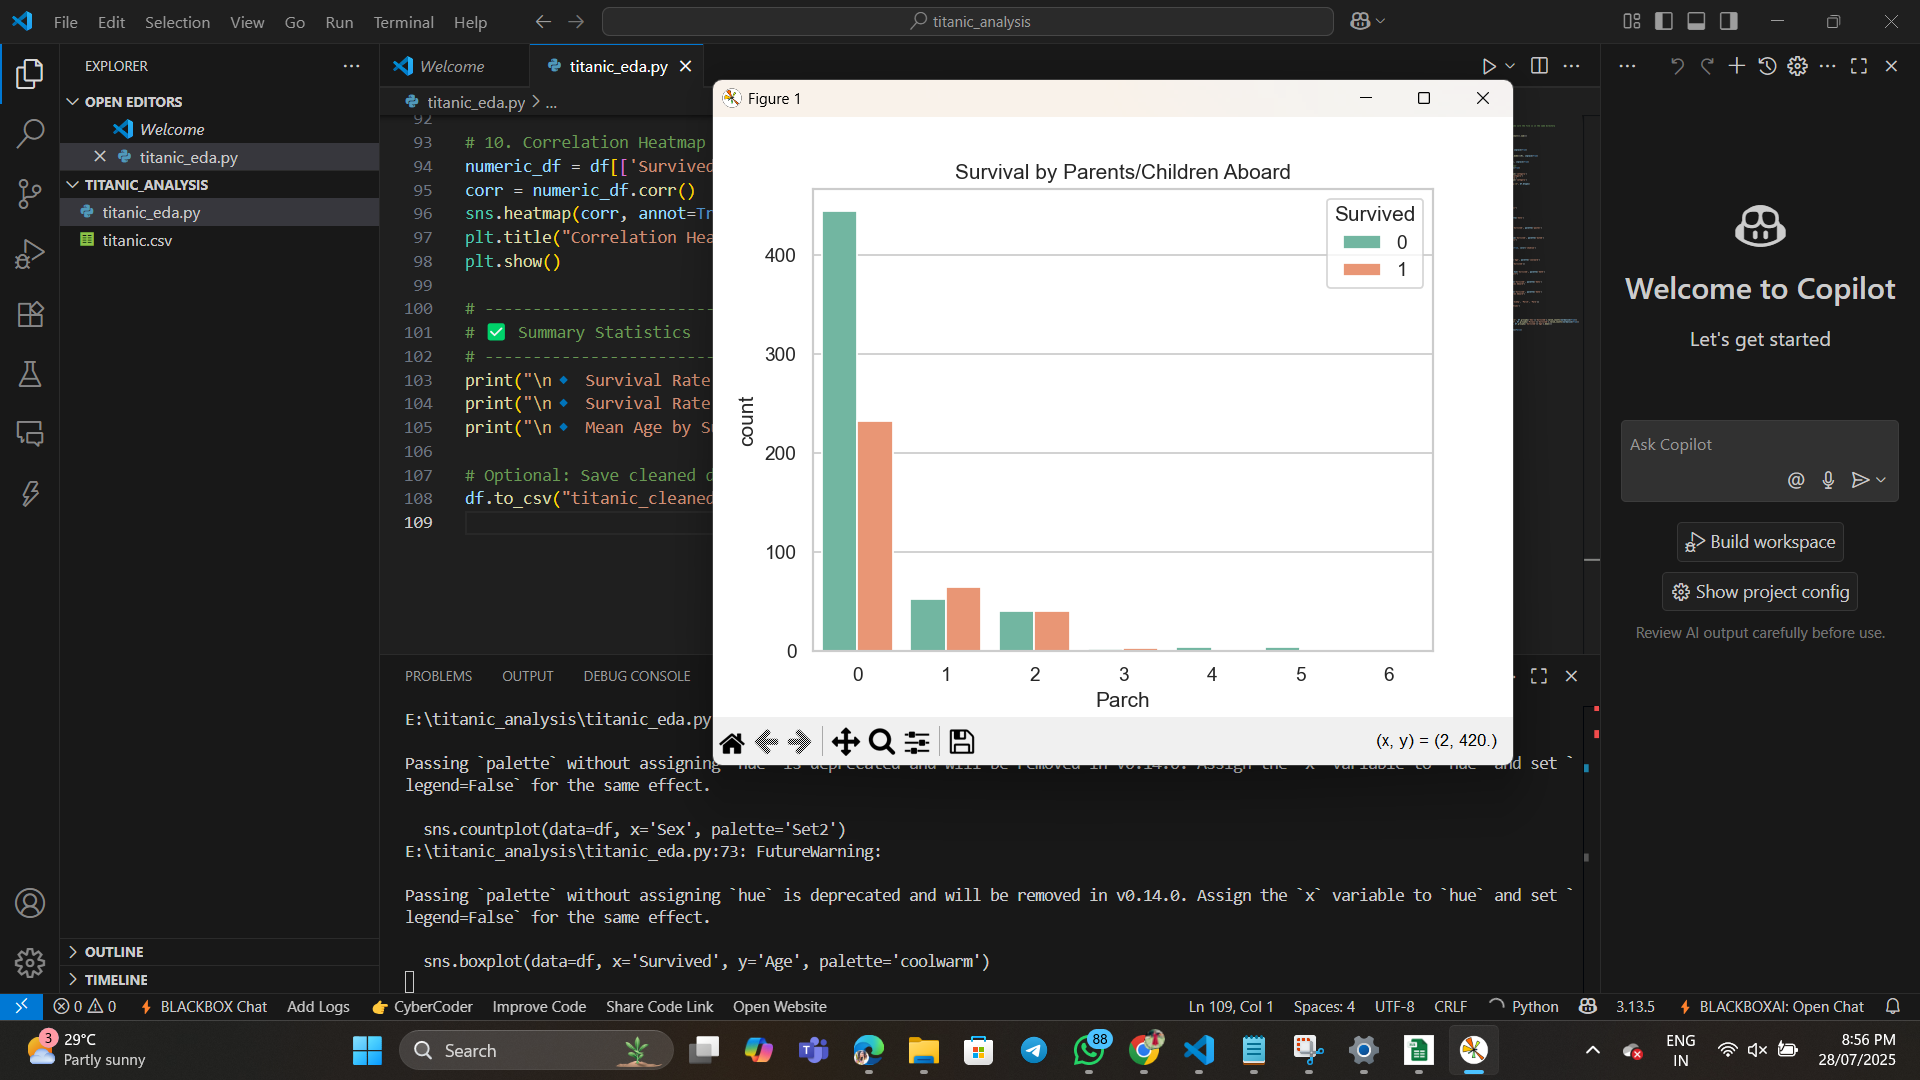 File Edit Selection View Go Run Terminal Help
titanic_analysis
EXPLORER
OPEN EDITORS
Welcome
titanic_eda.py
TITANIC_ANALYSIS
titanic_eda.py
titanic.csv
OUTLINE
TIMELINE
Welcome
titanic_eda.py
titanic_eda.py > ...
92
93 # 10. Correlation Heatmap
94 numeric_df = df[['Survived
95 corr = numeric_df.corr()
96 sns.heatmap(corr, annot=Tr
97 plt.title("Correlation Hea
98 plt.show()
99
100 # ------------------------
101 # ✅ Summary Statistics
102 # ------------------------
103 print("\n🔹 Survival Rate
104 print("\n🔹 Survival Rate
105 print("\n🔹 Mean Age by Su
106
107 # Optional: Save cleaned d
108 df.to_csv("titanic_cleaned
109
Figure 1
Survival by Parents/Children Aboard
Survived
0
1
400
300
200
100
0
count
0 1 2 3 4 5 6
Parch
(x, y) = (2, 420.)
PROBLEMS OUTPUT DEBUG CONSOLE
E:\titanic_analysis\titanic_eda.py
Passing `palette` without assigning `hue` is deprecated and will be removed in v0.14.0. Assign the `x` variable to `hue` and set `
legend=False` for the same effect.
sns.countplot(data=df, x='Sex', palette='Set2')
E:\titanic_analysis\titanic_eda.py:73: FutureWarning:
Passing `palette` without assigning `hue` is deprecated and will be removed in v0.14.0. Assign the `x` variable to `hue` and set `
legend=False` for the same effect.
sns.boxplot(data=df, x='Survived', y='Age', palette='coolwarm')
Welcome to Copilot
Let's get started
Ask Copilot
Build workspace
Show project config
Review AI output carefully before use.
0 0 BLACKBOX Chat Add Logs 👉 CyberCoder Improve Code Share Code Link Open Website
Ln 109, Col 1 Spaces: 4 UTF-8 CRLF Python 3.13.5 BLACKBOXAI: Open Chat
3
29°C
Partly sunny
Search
88
ENG
IN
8:56 PM
28/07/2025